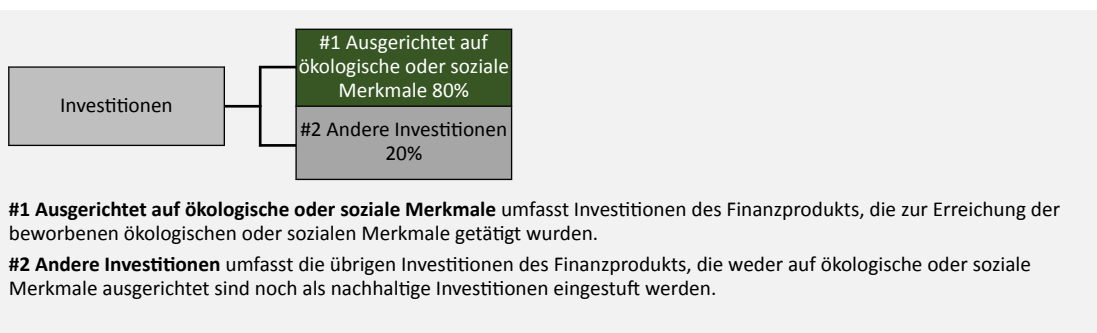 #1 Ausgerichtet auf
ökologische oder soziale
Merkmale 80%
Investitionen
#2 Andere Investitionen
20%
#1 Ausgerichtet auf ökologische oder soziale Merkmale umfasst Investitionen des Finanzprodukts, die zur Erreichung der
beworbenen ökologischen oder sozialen Merkmale getätigt wurden.
#2 Andere Investitionen umfasst die übrigen Investitionen des Finanzprodukts, die weder auf ökologische oder soziale
Merkmale ausgerichtet sind noch als nachhaltige Investitionen eingestuft werden.